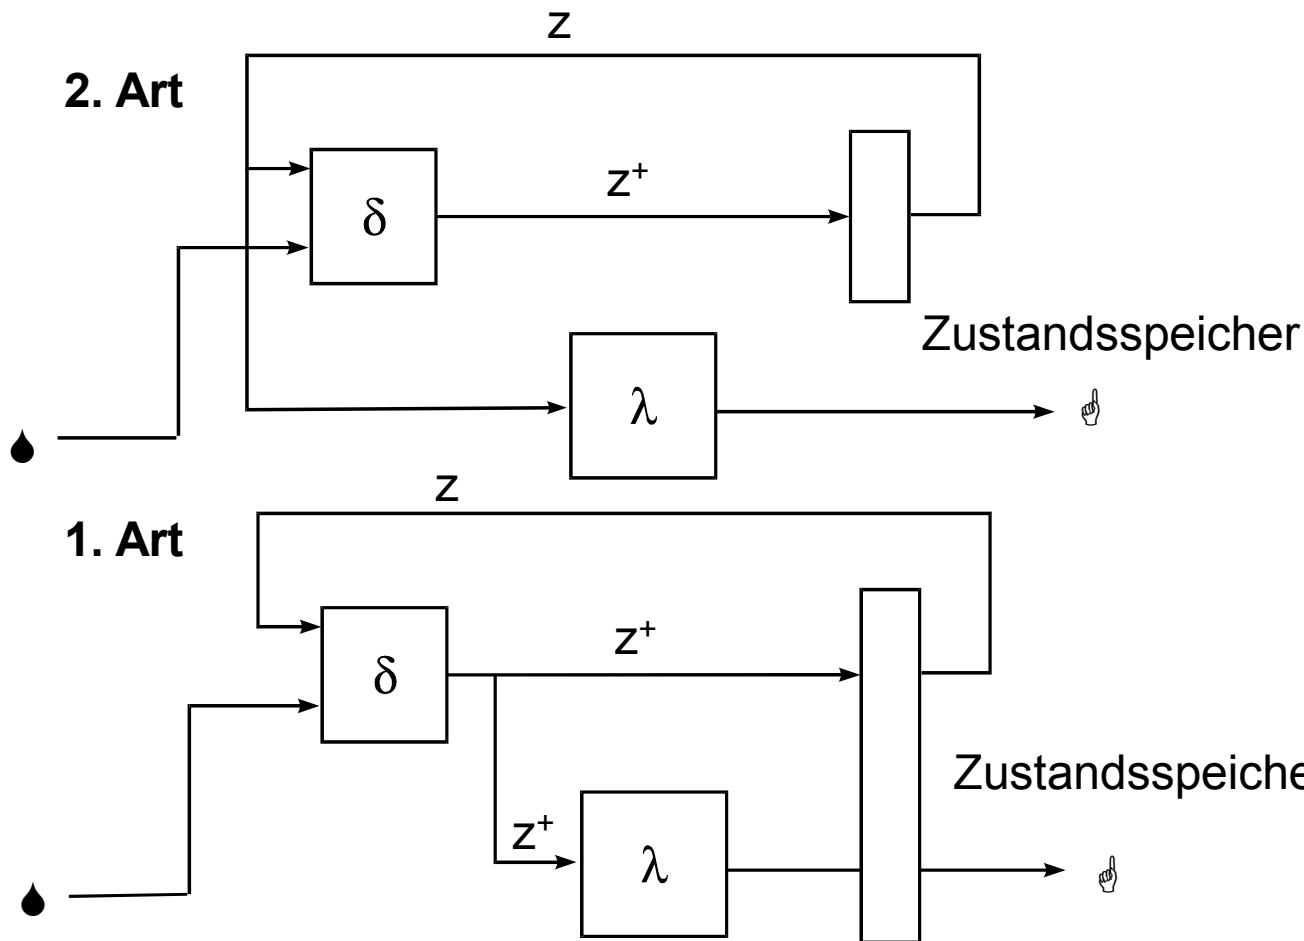 z
2. Art
z⁺
δ
Zustandsspeicher
λ
z
1. Art
z⁺
δ
Zustandsspeiche
z⁺
λ